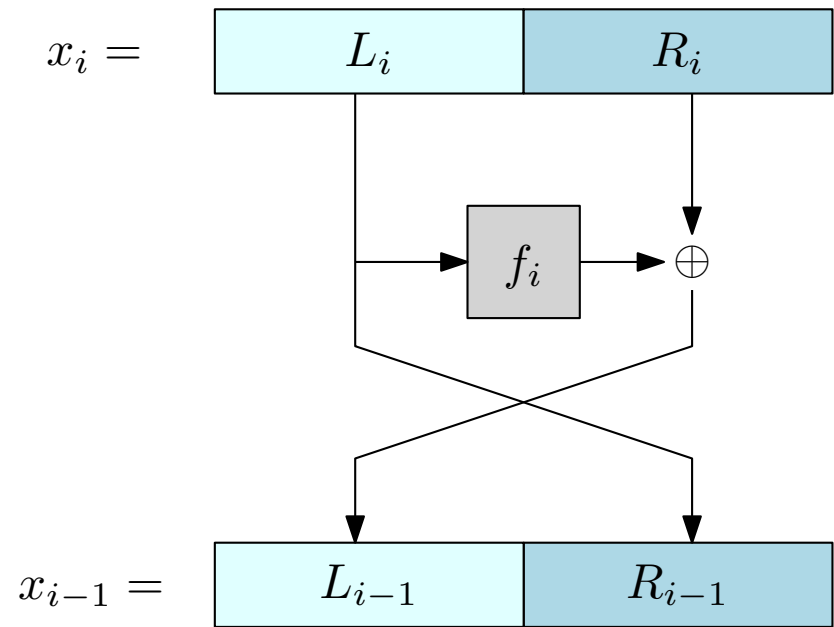 x_i = L_i R_i
f_i ⊕
x_{i−1} = L_{i−1} R_{i−1}